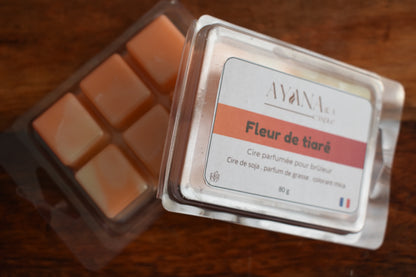 AYANA
Fleur de tiaré
Cire parfumée pour brûleur
Cire de soja . parfum de grasse . colorant mica
80 g